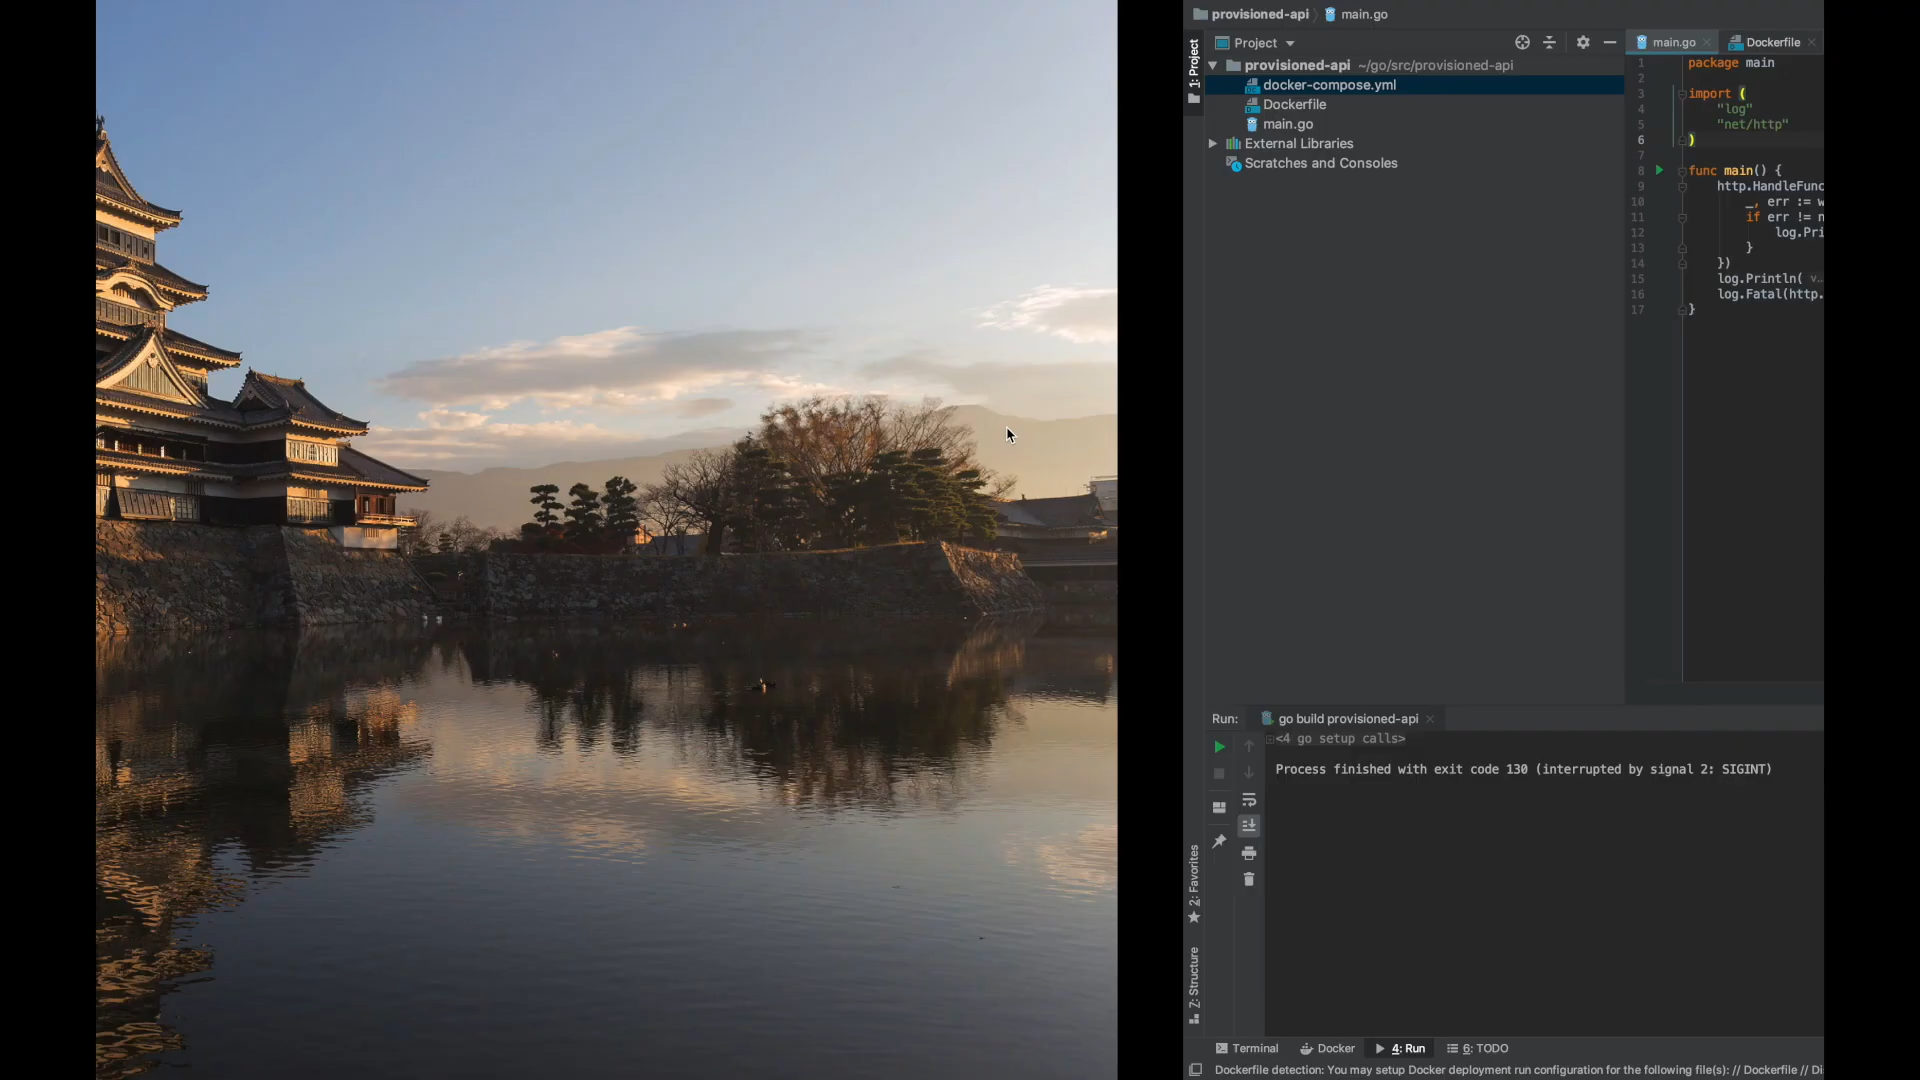 provisioned-api main.go
1: Project
Project
main.go Dockerfile
provisioned-api ~/go/src/provisioned-api
docker-compose.yml
Dockerfile
main.go
External Libraries
Scratches and Consoles
1 package main
2
3 import (
4 "log"
5 "net/http"
6 )
7
8 func main() {
9 http.HandleFunc
10 _, err := w
11 if err != n
12 log.Pri
13 }
14 })
15 log.Println( v…
16 log.Fatal(http.
17 }
Run: go build provisioned-api
<4 go setup calls>
Process finished with exit code 130 (interrupted by signal 2: SIGINT)
2: Favorites
7: Structure
Terminal Docker 4: Run 6: TODO
Dockerfile detection: You may setup Docker deployment run configuration for the following file(s): // Dockerfile // Di